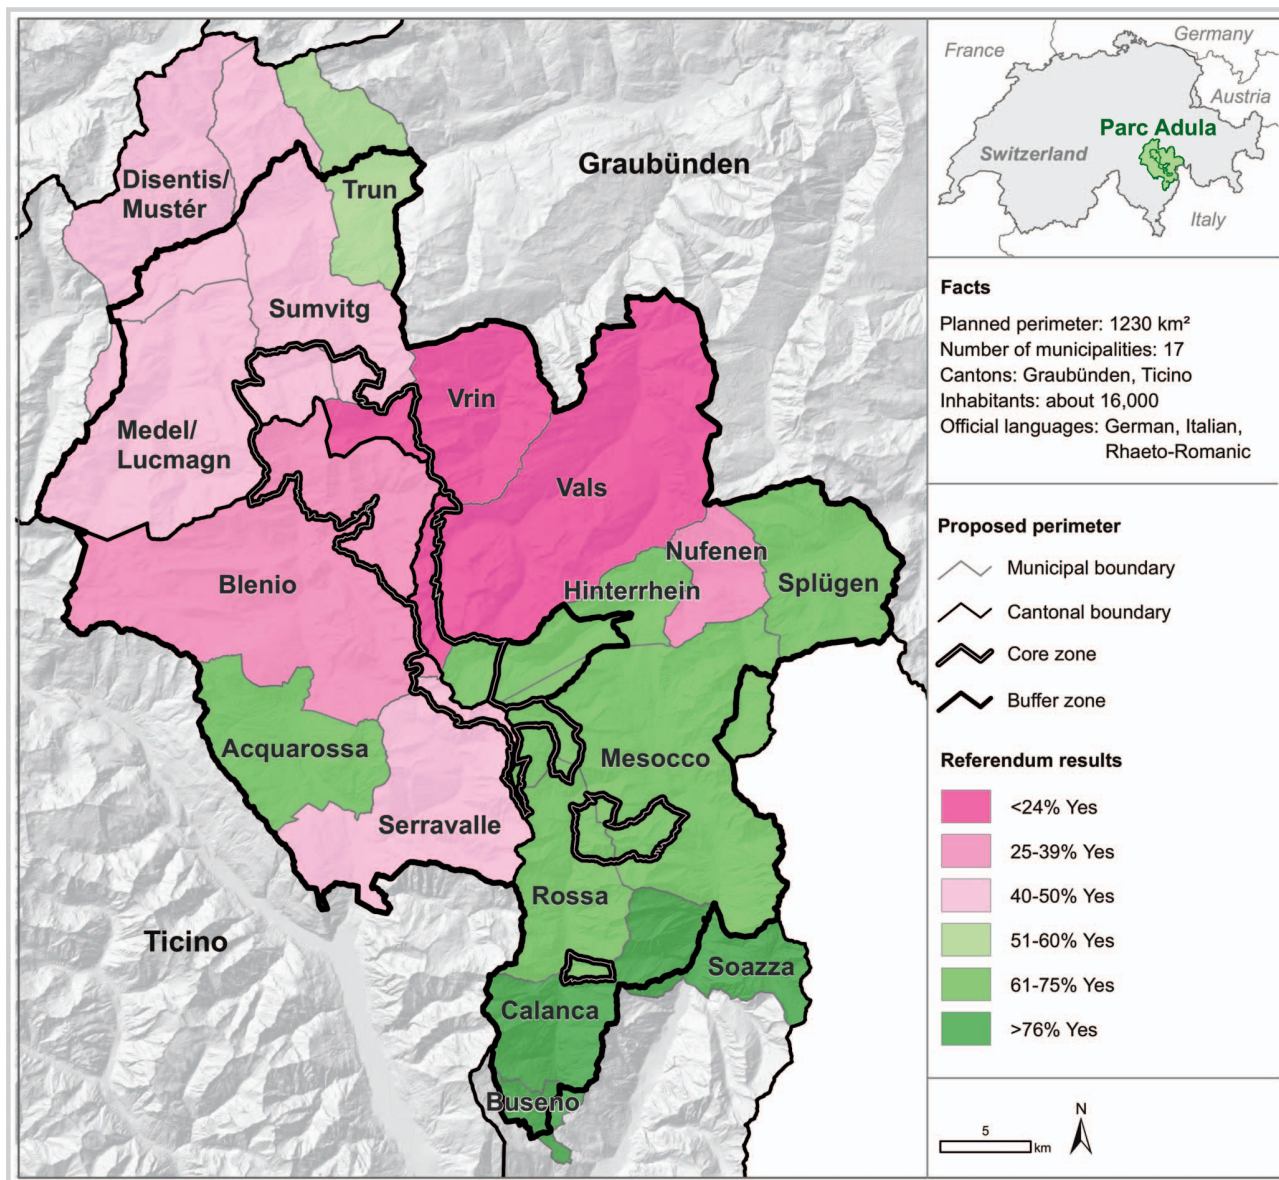 Disentis/
Mustér
Trun
Graubünden
Sumvitg
Vrin
Medel/
Lucmagn
Vals
Nufenen
Blenio
Hinterrhein
Splügen
Acquarossa
Mesocco
Serravalle
Rossa
Ticino
Soazza
Calanca
Buseno
France
Germany
Austria
Parc Adula
Switzerland
Italy
Facts
Planned perimeter: 1230 km²
Number of municipalities: 17
Cantons: Graubünden, Ticino
Inhabitants: about 16,000
Official languages: German, Italian,
Rhaeto-Romanic
Proposed perimeter
Municipal boundary
Cantonal boundary
Core zone
Buffer zone
Referendum results
<24% Yes
25-39% Yes
40-50% Yes
51-60% Yes
61-75% Yes
>76% Yes
5
km
N